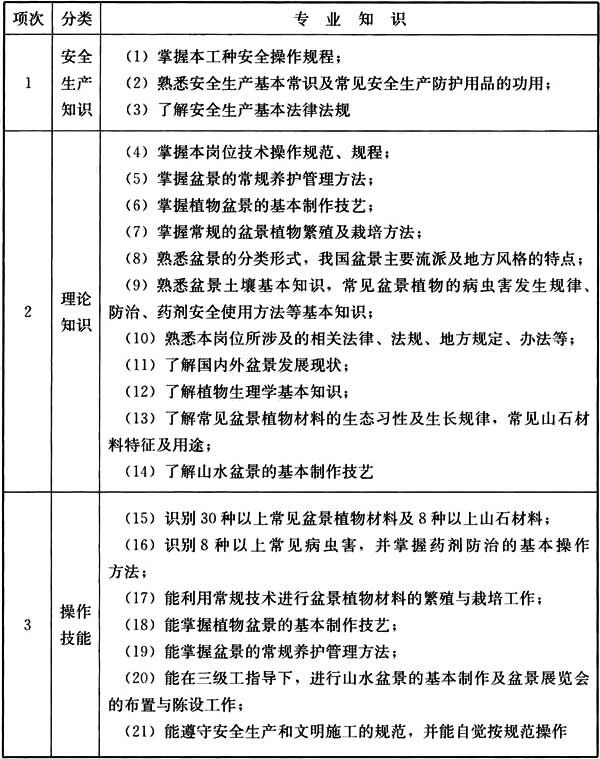 项次 分类 专业知识
1
安全
生产
知识
（1）掌握本工种安全操作规程；
（2）熟悉安全生产基本常识及常见安全生产防护用品的功用；
（3）了解安全生产基本法律法规
2
理论
知识
（4）掌握本岗位技术操作规范、规程；
（5）掌握盆景的常规养护管理方法；
（6）掌握植物盆景的基本制作技艺；
（7）掌握常规的盆景植物繁殖及栽培方法；
（8）熟悉盆景的分类形式，我国盆景主要流派及地方风格的特点；
（9）熟悉盆景土壤基本知识，常见盆景植物的病虫害发生规律、
防治、药剂安全使用方法等基本知识；
（10）熟悉本岗位所涉及的相关法律、法规、地方规定、办法等；
（11）了解国内外盆景发展现状；
（12）了解植物生理学基本知识；
（13）了解常见盆景植物材料的生态习性及生长规律，常见山石材
料特征及用途；
（14）了解山水盆景的基本制作技艺
3
操作
技能
（15）识别30种以上常见盆景植物材料及8种以上山石材料；
（16）识别8种以上常见病虫害，并掌握药剂防治的基本操作
方法；
（17）能利用常规技术进行盆景植物材料的繁殖与栽培工作；
（18）能掌握植物盆景的基本制作技艺；
（19）能掌握盆景的常规养护管理方法；
（20）能在三级工指导下，进行山水盆景的基本制作及盆景展览会
的布置与陈设工作；
（21）能遵守安全生产和文明施工的规范，并能自觉按规范操作